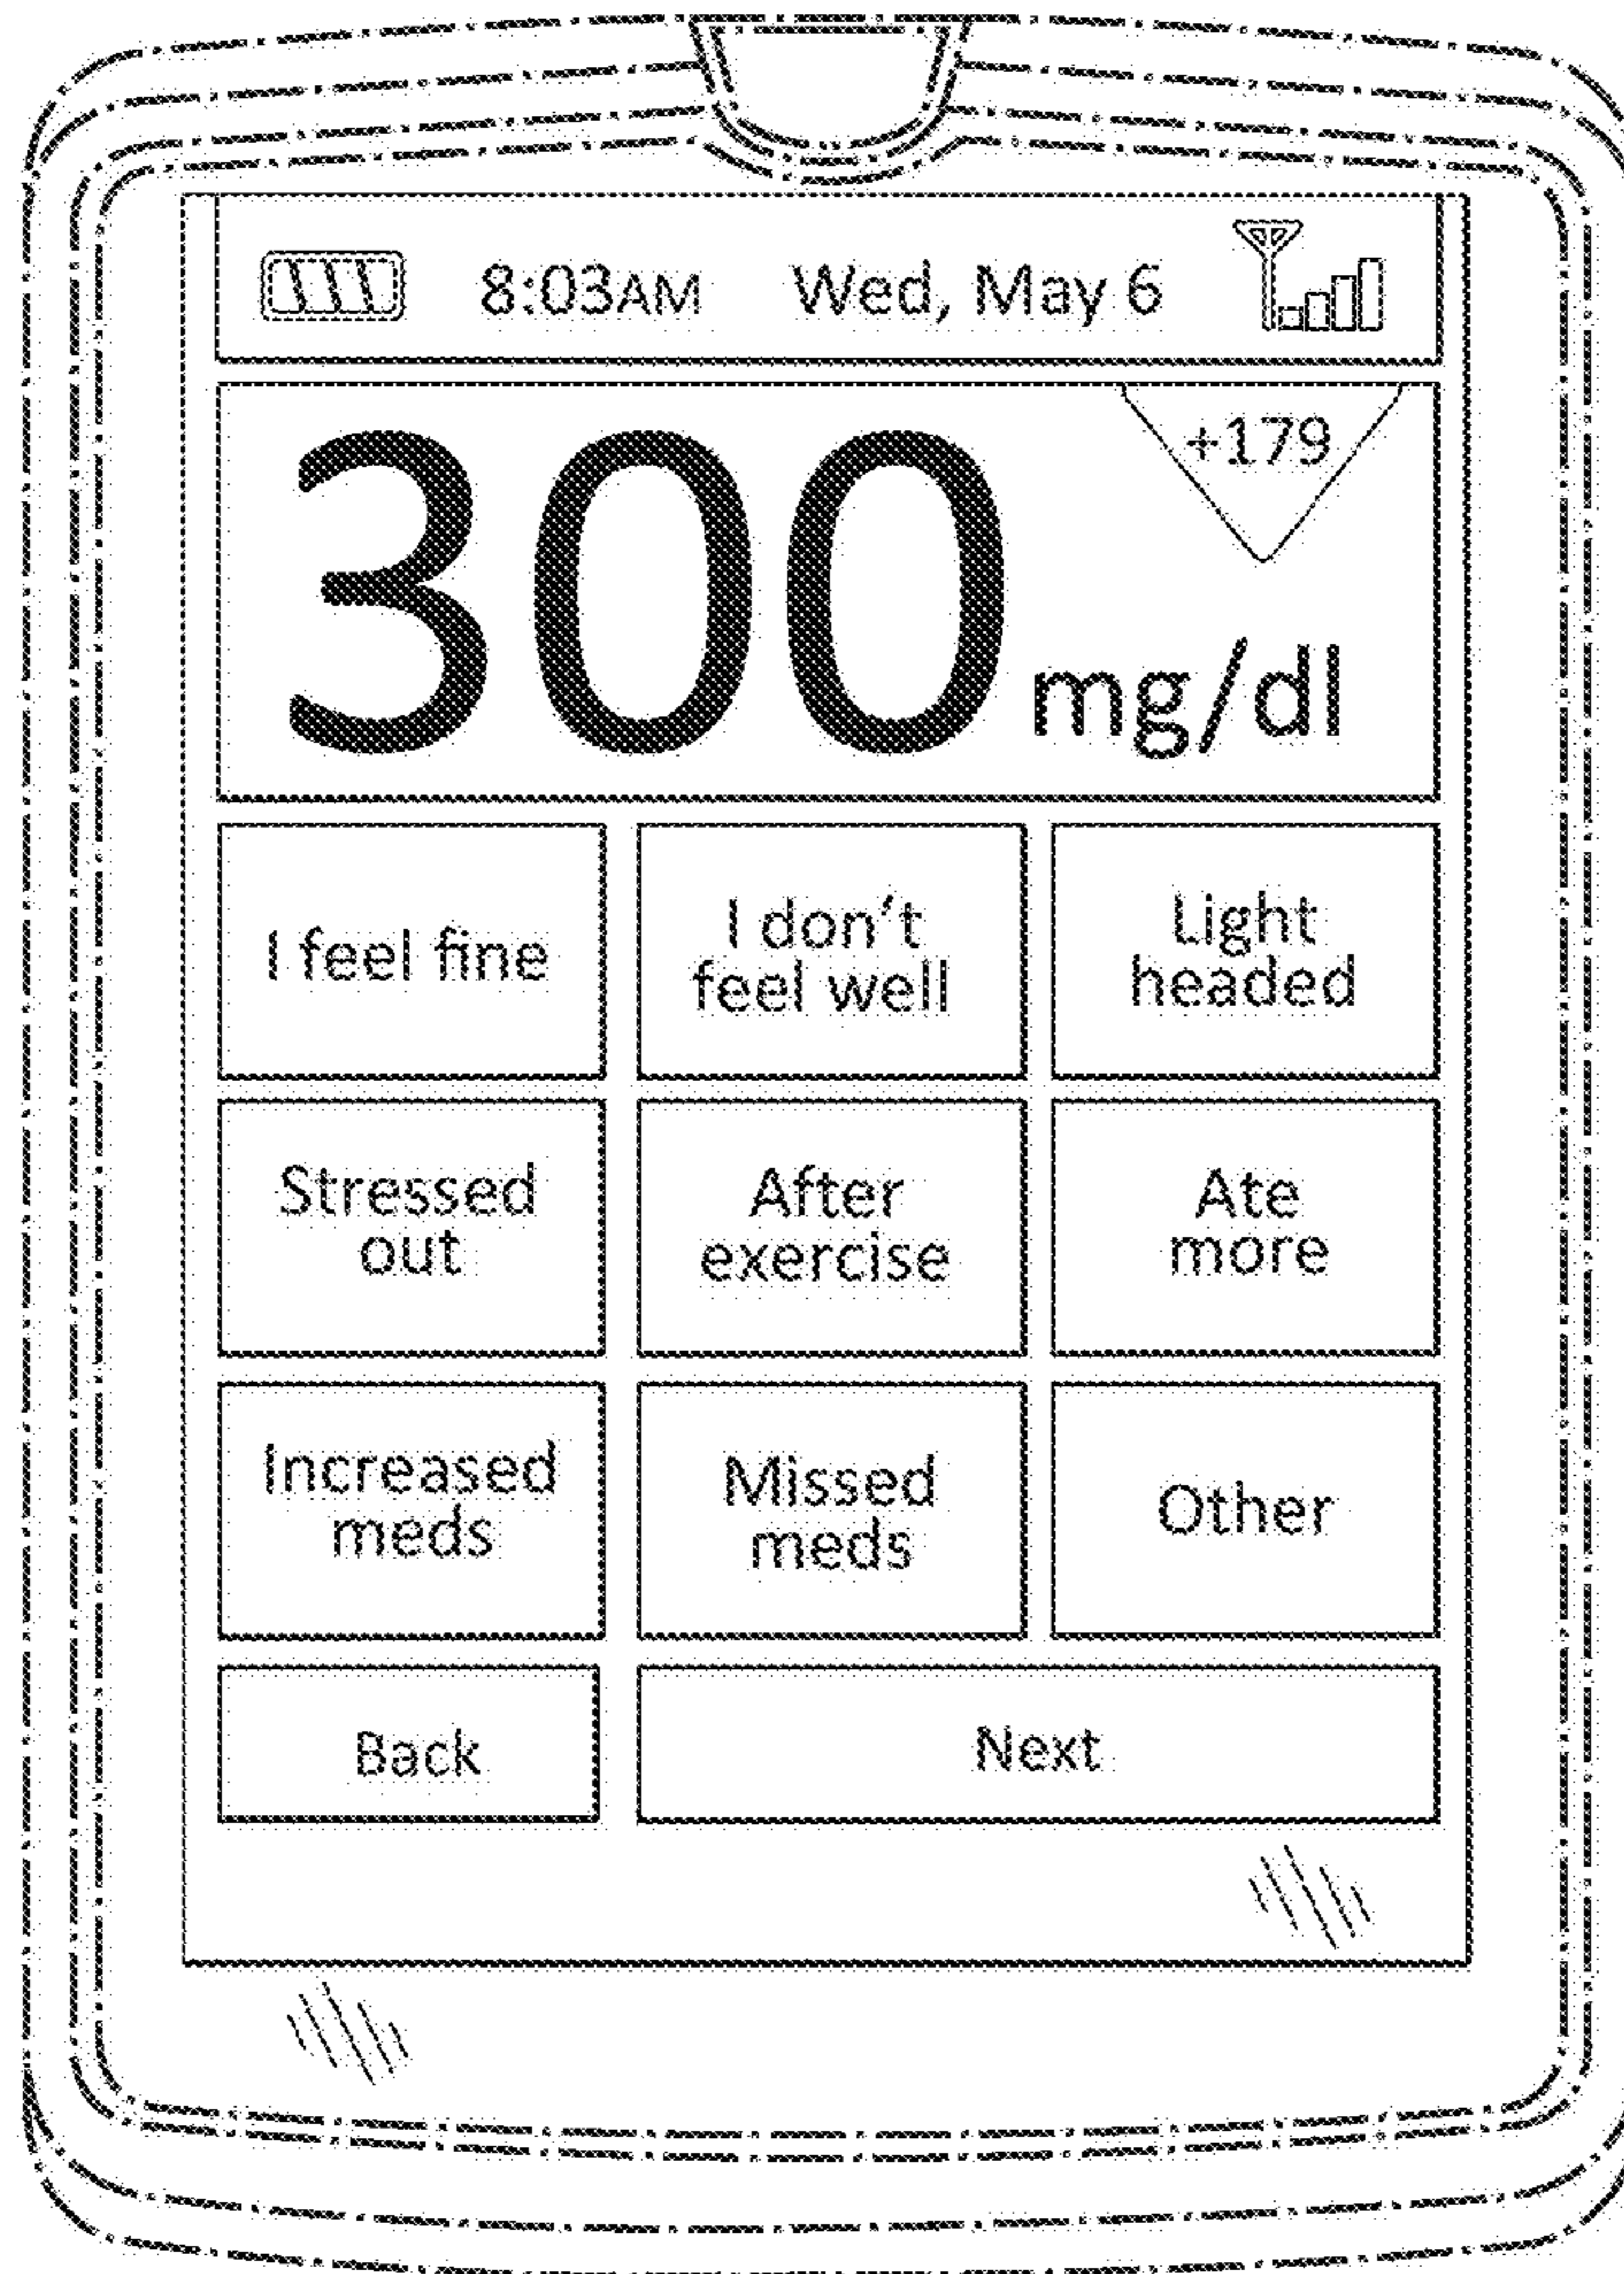 8:03AM Wed, May 6
+179
300 mg/dl
I feel fine
I don't
feel well
Light
headed
Stressed
out
After
exercise
Ate
more
Increased
meds
Missed
meds
Other
Back
Next